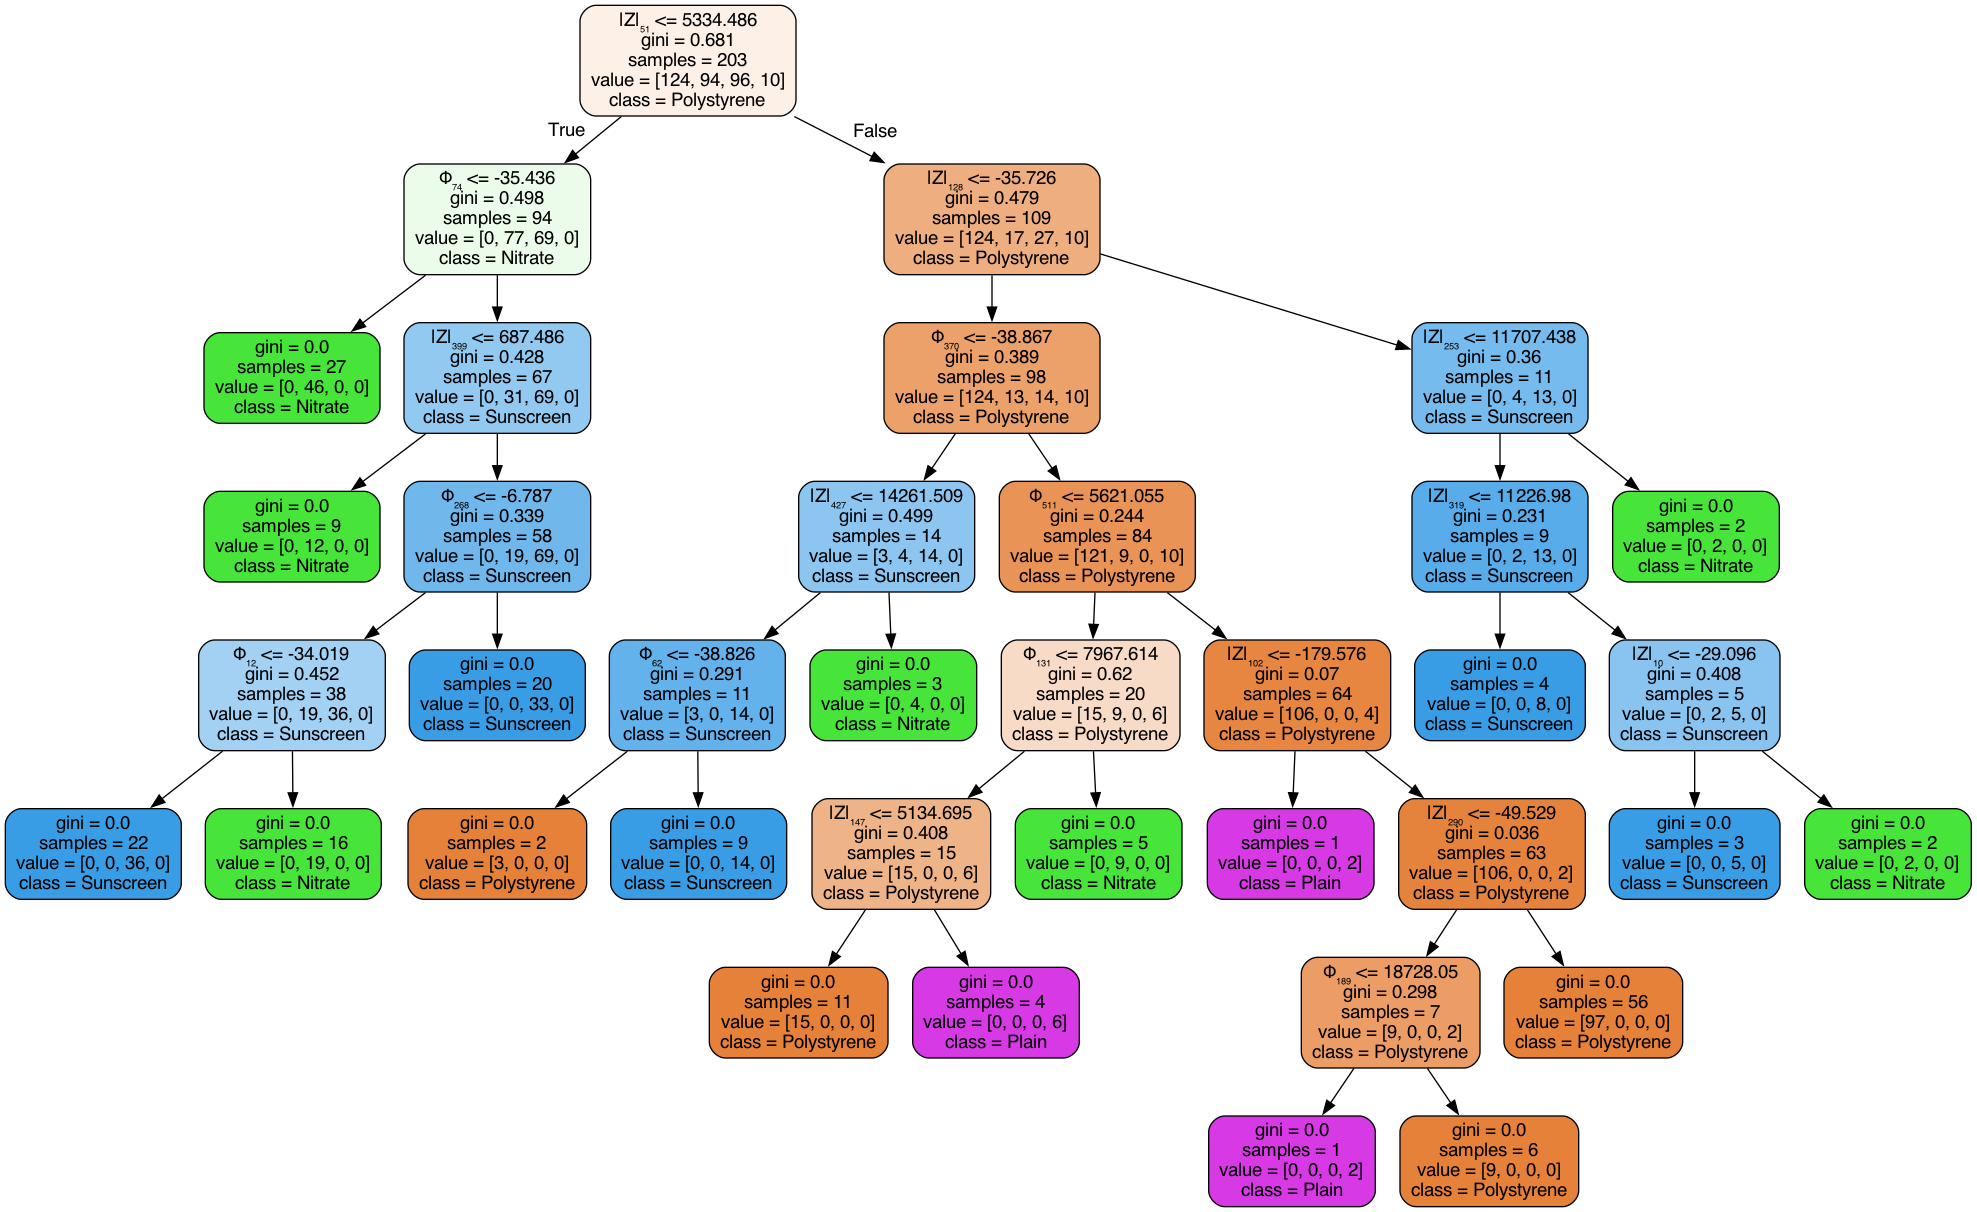 |Z|₅₁ <= 5334.486
gini = 0.681
samples = 203
value = [124, 94, 96, 10]
class = Polystyrene
True
False
Φ₇₄ <= -35.436
gini = 0.498
samples = 94
value = [0, 77, 69, 0]
class = Nitrate
|Z|₁₂₈ <= -35.726
gini = 0.479
samples = 109
value = [124, 17, 27, 10]
class = Polystyrene
gini = 0.0
samples = 27
value = [0, 46, 0, 0]
class = Nitrate
|Z|₃₉₉ <= 687.486
gini = 0.428
samples = 67
value = [0, 31, 69, 0]
class = Sunscreen
Φ₃₇₀ <= -38.867
gini = 0.389
samples = 98
value = [124, 13, 14, 10]
class = Polystyrene
|Z|₂₅₃ <= 11707.438
gini = 0.36
samples = 11
value = [0, 4, 13, 0]
class = Sunscreen
gini = 0.0
samples = 9
value = [0, 12, 0, 0]
class = Nitrate
Φ₂₆₈ <= -6.787
gini = 0.339
samples = 58
value = [0, 19, 69, 0]
class = Sunscreen
|Z|₄₂₇ <= 14261.509
gini = 0.499
samples = 14
value = [3, 4, 14, 0]
class = Sunscreen
Φ₅₁₁ <= 5621.055
gini = 0.244
samples = 84
value = [121, 9, 0, 10]
class = Polystyrene
|Z|₃₁₉ <= 11226.98
gini = 0.231
samples = 9
value = [0, 2, 13, 0]
class = Sunscreen
gini = 0.0
samples = 2
value = [0, 2, 0, 0]
class = Nitrate
Φ₁₂ <= -34.019
gini = 0.452
samples = 38
value = [0, 19, 36, 0]
class = Sunscreen
gini = 0.0
samples = 20
value = [0, 0, 33, 0]
class = Sunscreen
Φ₆₂ <= -38.826
gini = 0.291
samples = 11
value = [3, 0, 14, 0]
class = Sunscreen
gini = 0.0
samples = 3
value = [0, 4, 0, 0]
class = Nitrate
Φ₁₃₁ <= 7967.614
gini = 0.62
samples = 20
value = [15, 9, 0, 6]
class = Polystyrene
|Z|₁₀₂ <= -179.576
gini = 0.07
samples = 64
value = [106, 0, 0, 4]
class = Polystyrene
gini = 0.0
samples = 4
value = [0, 0, 8, 0]
class = Sunscreen
|Z|₁₀ <= -29.096
gini = 0.408
samples = 5
value = [0, 2, 5, 0]
class = Sunscreen
gini = 0.0
samples = 22
value = [0, 0, 36, 0]
class = Sunscreen
gini = 0.0
samples = 16
value = [0, 19, 0, 0]
class = Nitrate
gini = 0.0
samples = 2
value = [3, 0, 0, 0]
class = Polystyrene
gini = 0.0
samples = 9
value = [0, 0, 14, 0]
class = Sunscreen
|Z|₁₄₇ <= 5134.695
gini = 0.408
samples = 15
value = [15, 0, 0, 6]
class = Polystyrene
gini = 0.0
samples = 5
value = [0, 9, 0, 0]
class = Nitrate
gini = 0.0
samples = 1
value = [0, 0, 0, 2]
class = Plain
|Z|₂₉₀ <= -49.529
gini = 0.036
samples = 63
value = [106, 0, 0, 2]
class = Polystyrene
gini = 0.0
samples = 3
value = [0, 0, 5, 0]
class = Sunscreen
gini = 0.0
samples = 2
value = [0, 2, 0, 0]
class = Nitrate
gini = 0.0
samples = 11
value = [15, 0, 0, 0]
class = Polystyrene
gini = 0.0
samples = 4
value = [0, 0, 0, 6]
class = Plain
Φ₁₈₉ <= 18728.05
gini = 0.298
samples = 7
value = [9, 0, 0, 2]
class = Polystyrene
gini = 0.0
samples = 56
value = [97, 0, 0, 0]
class = Polystyrene
gini = 0.0
samples = 1
value = [0, 0, 0, 2]
class = Plain
gini = 0.0
samples = 6
value = [9, 0, 0, 0]
class = Polystyrene